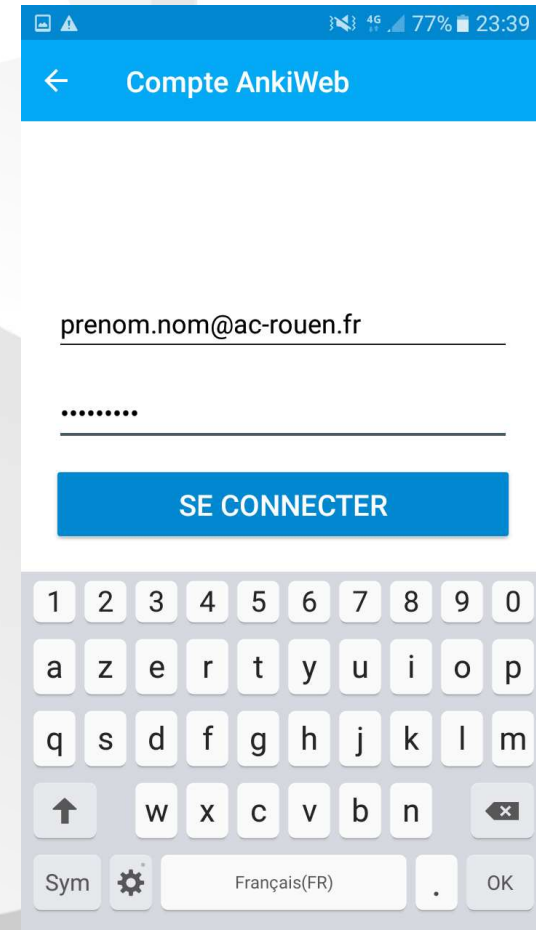 4G 77% 23:39
Compte AnkiWeb
prenom.nom@ac-rouen.fr
•••••••••
SE CONNECTER
1 2 3 4 5 6 7 8 9 0
a z e r t y u i o p
q s d f g h j k l m
w x c v b n
Sym Français(FR) . OK